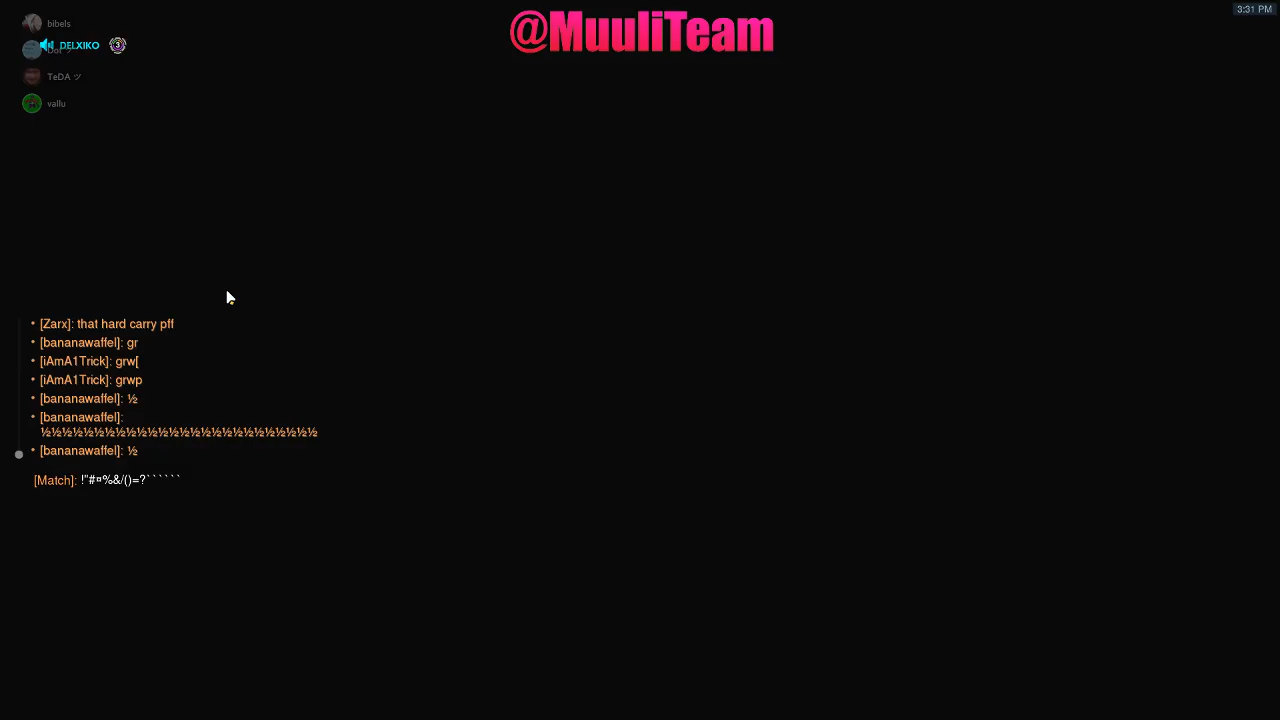 bibels
@MuuliTeam
3:31 PM
DELXIKO 3
TeDA ツ
vallu
• [Zarx]: that hard carry pff
• [bananawaffel]: gr
• [iAmA1Trick]: grw[
• [iAmA1Trick]: grwp
• [bananawaffel]: ½
• [bananawaffel]:
½½½½½½½½½½½½½½½½½½½½½½½½½½
• [bananawaffel]: ½
[Match]: !"#¤%&/()=?``````